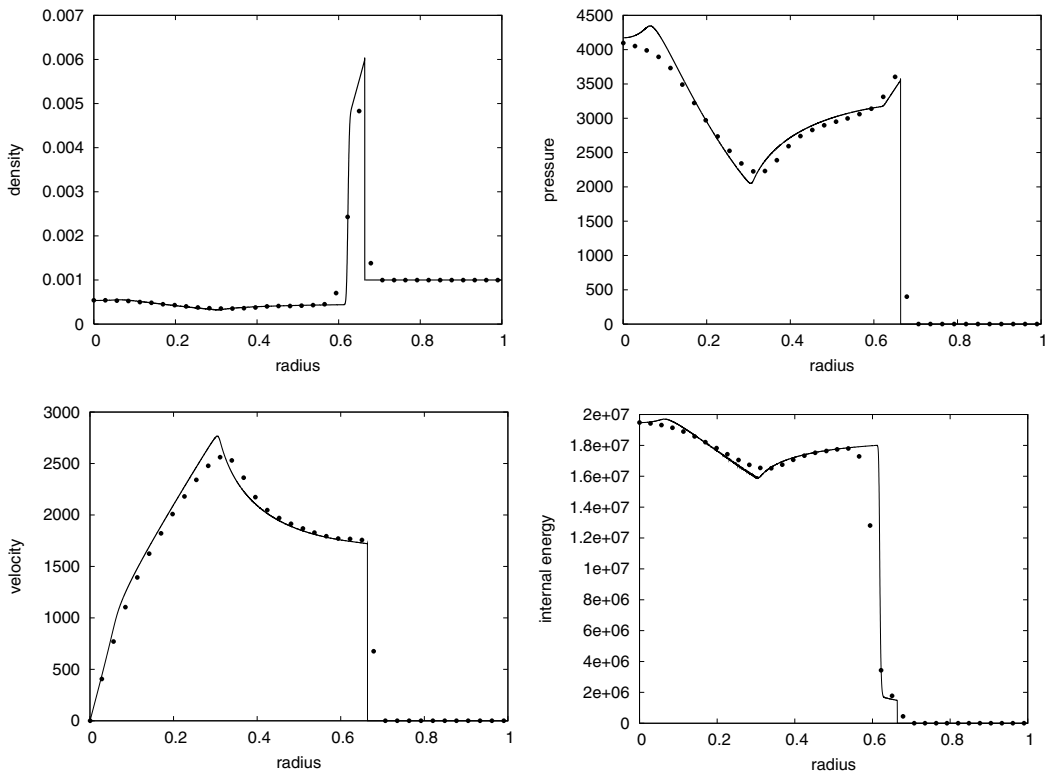 0.007
0.006
0.005
0.004
0.003
0.002
0.001
0
density
0 0.2 0.4 0.6 0.8 1
radius
4500
4000
3500
3000
2500
2000
1500
1000
500
0
pressure
0 0.2 0.4 0.6 0.8 1
radius
3000
2500
2000
1500
1000
500
0
velocity
0 0.2 0.4 0.6 0.8 1
radius
2e+07
1.8e+07
1.6e+07
1.4e+07
1.2e+07
1e+07
8e+06
6e+06
4e+06
2e+06
0
internal energy
0 0.2 0.4 0.6 0.8 1
radius